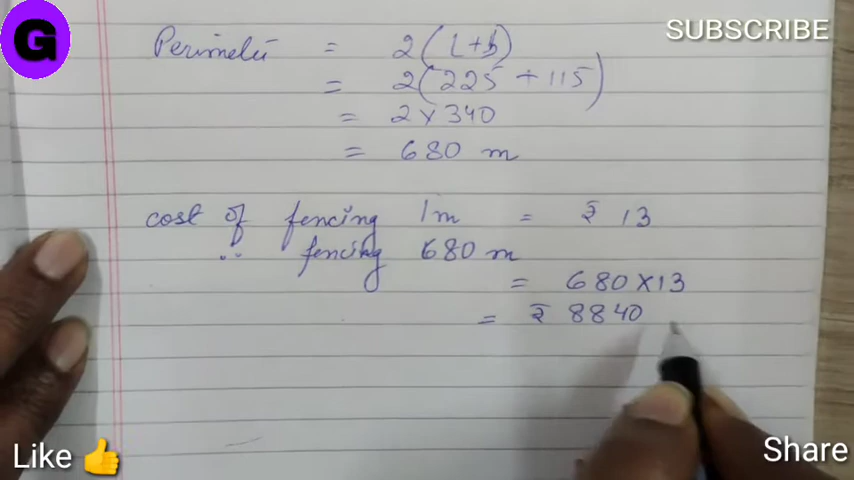 G
SUBSCRIBE
Perimeter = 2(L+b)
= 2(225 + 115)
= 2 x 340
= 680 m
cost of fencing 1m = ₹ 13
∴ fencing 680 m
= 680 x 13
= ₹ 8840
Like 👍
Share